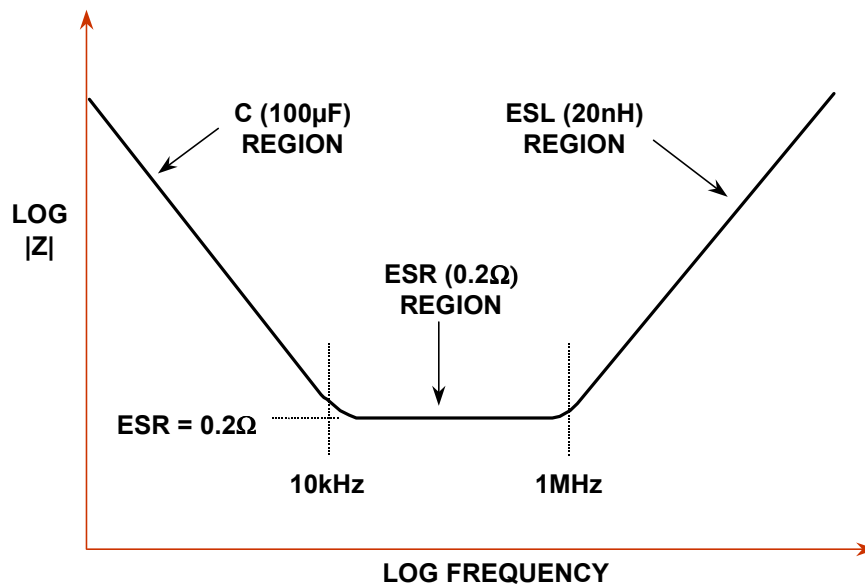 C (100µF)
REGION
ESL (20nH)
REGION
LOG
|Z|
ESR (0.2Ω)
REGION
ESR = 0.2Ω
10kHz
1MHz
LOG FREQUENCY